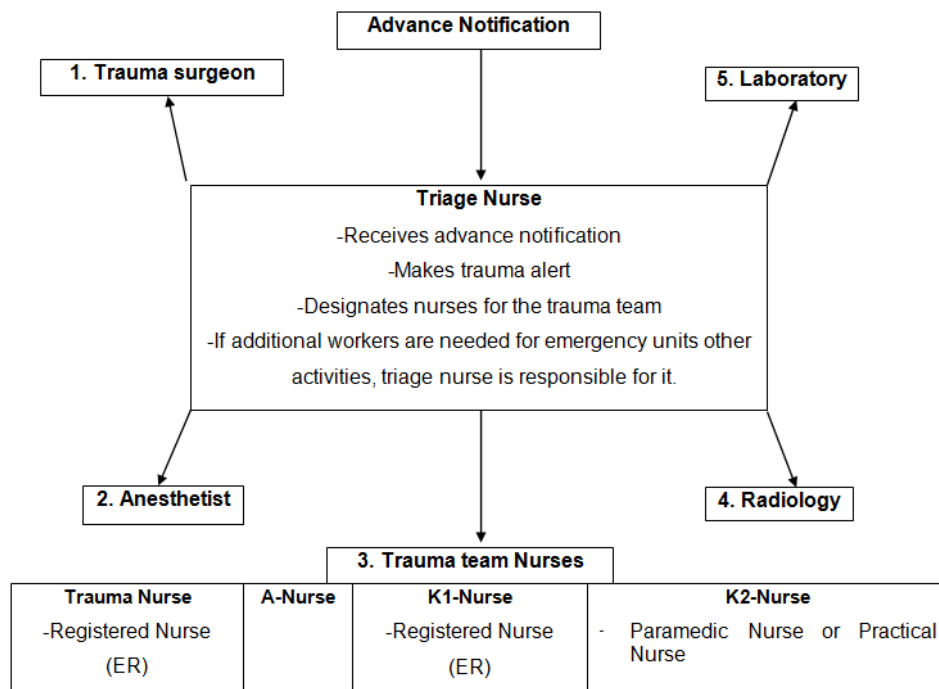 Advance Notification
1. Trauma surgeon
5. Laboratory
Triage Nurse
-Receives advance notification
-Makes trauma alert
-Designates nurses for the trauma team
-If additional workers are needed for emergency units other
activities, triage nurse is responsible for it.
2. Anesthetist
4. Radiology
3. Trauma team Nurses
Trauma Nurse
-Registered Nurse
(ER)
A-Nurse
K1-Nurse
-Registered Nurse
(ER)
K2-Nurse
- Paramedic Nurse or Practical
Nurse